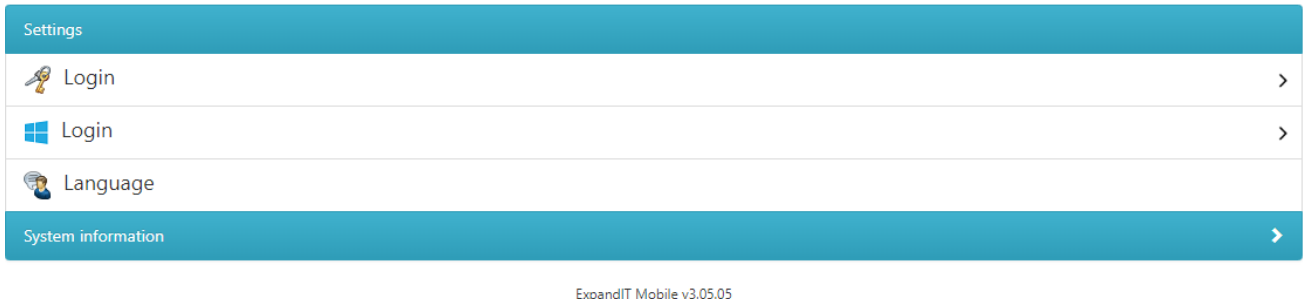 Settings
Login
Login
Language
System information
ExpandIT Mobile v3.05.05